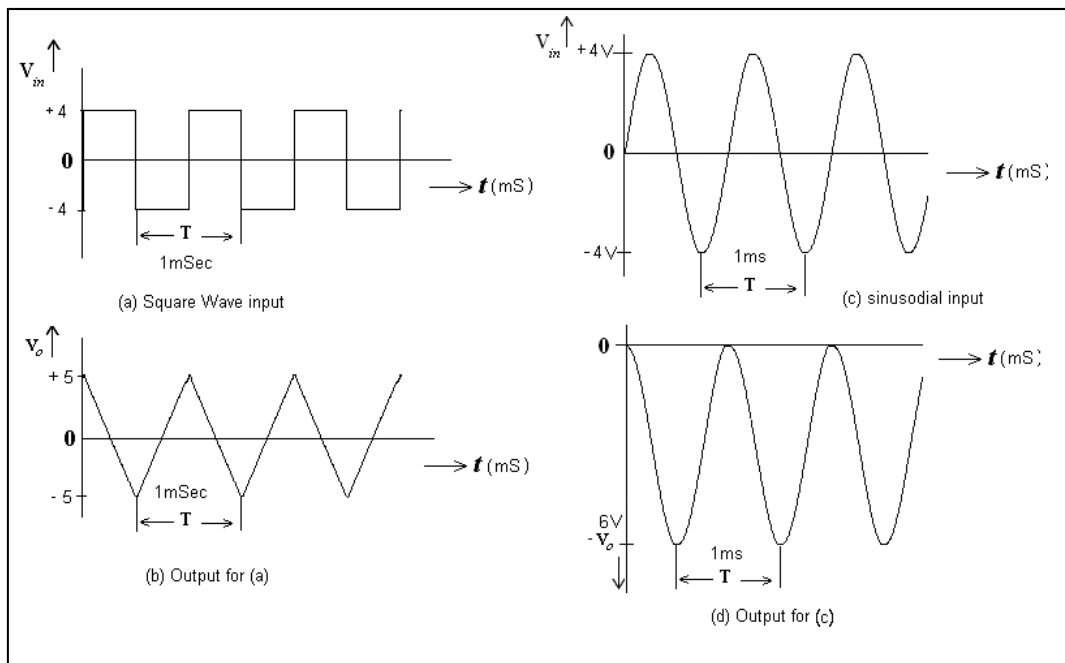 V_in
+4
0
-4
t (mS)
T
1mSec
(a) Square Wave input
V_o
+5
0
-5
t (mS)
1mSec
T
(b) Output for (a)
V_in
+4V
0
-4V
t (mS)
1ms
T
(c) sinusodial input
0
t (mS)
6V
-V_o
1ms
T
(d) Output for (c)